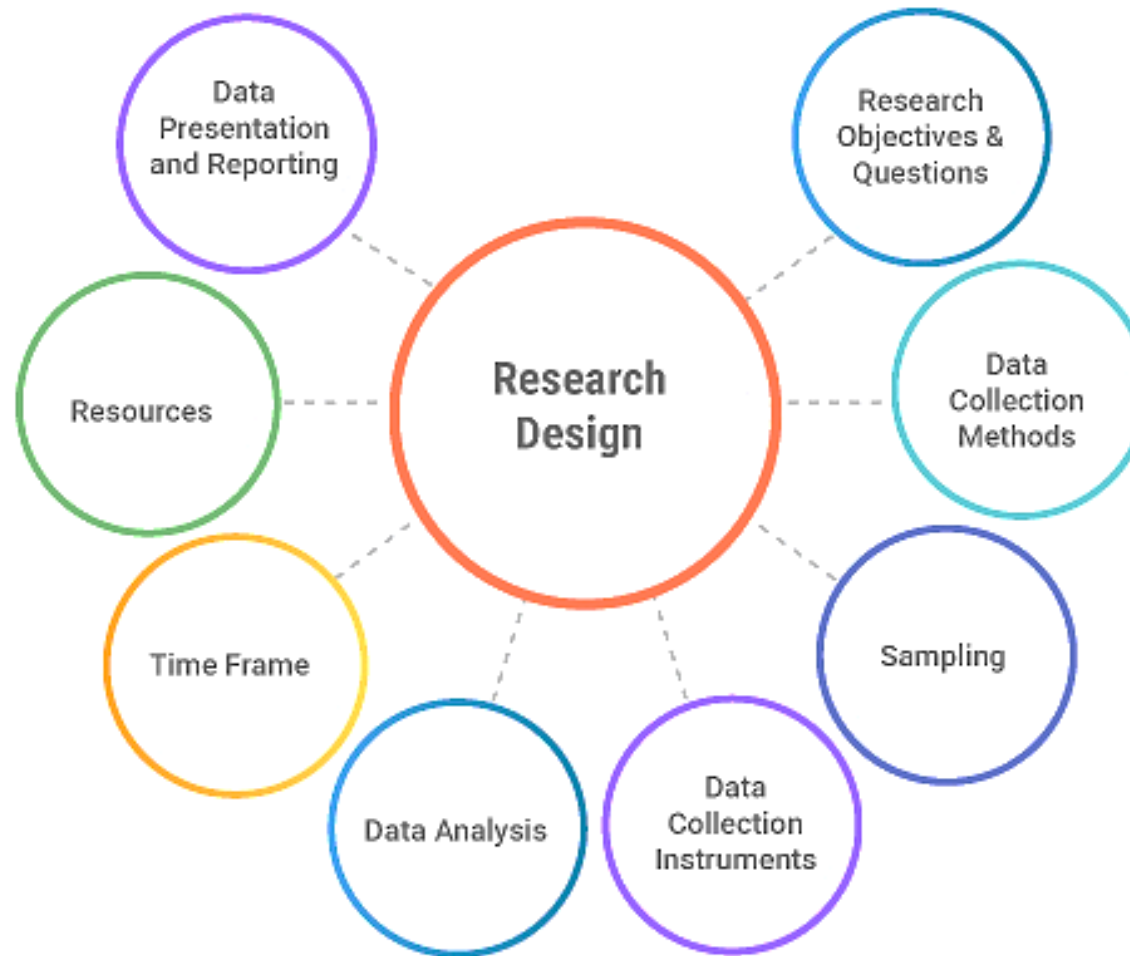 Research
Design
Research
Objectives &
Questions
Data
Collection
Methods
Sampling
Data
Collection
Instruments
Data Analysis
Time Frame
Resources
Data
Presentation
and Reporting